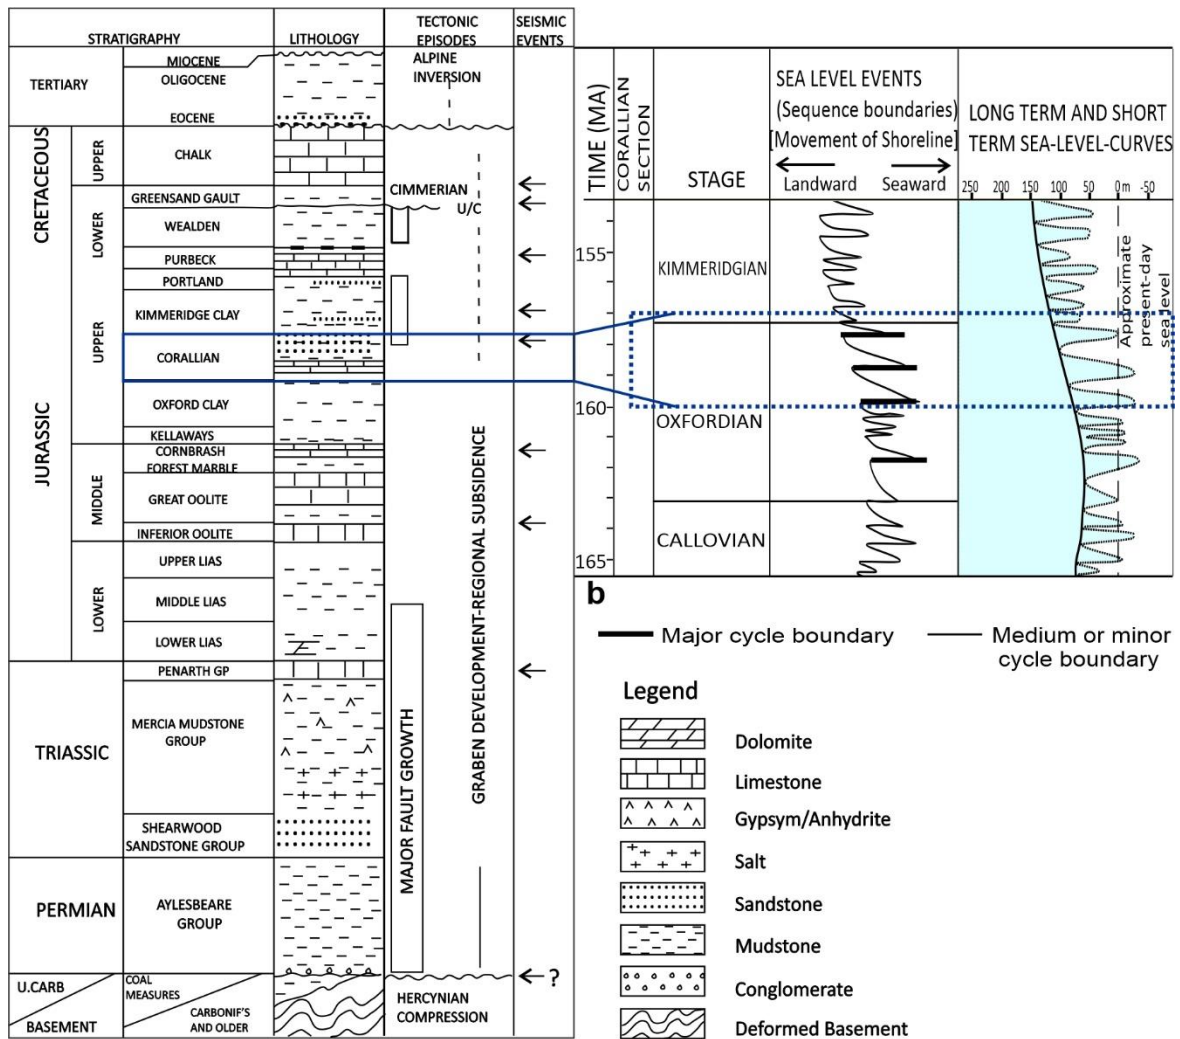 STRATIGRAPHY
LITHOLOGY
TECTONIC
EPISODES
SEISMIC
EVENTS
TERTIARY
MIOCENE
OLIGOCENE
EOCENE
ALPINE
INVERSION
CRETACEOUS
UPPER
CHALK
LOWER
GREENSAND GAULT
WEALDEN
CIMMERIAN
U/C
JURASSIC
UPPER
PURBECK
PORTLAND
KIMMERIDGE CLAY
CORALLIAN
OXFORD CLAY
KELLAWAYS
MIDDLE
CORNBRASH
FOREST MARBLE
GREAT OOLITE
INFERIOR OOLITE
LOWER
UPPER LIAS
MIDDLE LIAS
LOWER LIAS
TRIASSIC
PENARTH GP
MERCIA MUDSTONE
GROUP
SHEARWOOD
SANDSTONE GROUP
PERMIAN
AYLESBEARE
GROUP
U.CARB
BASEMENT
COAL
MEASURES
CARBONIF'S
AND OLDER
MAJOR FAULT GROWTH
GRABEN DEVELOPMENT-REGIONAL SUBSIDENCE
HERCYNIAN
COMPRESSION
?
TIME (MA)
CORALLIAN
SECTION
STAGE
SEA LEVEL EVENTS
(Sequence boundaries)
[Movement of Shoreline]
Landward
Seaward
LONG TERM AND SHORT
TERM SEA-LEVEL-CURVES
250 200 150 100 50 0 m -50
155
160
165
KIMMERIDGIAN
OXFORDIAN
CALLOVIAN
Approximate
present-day
sea level
b
Major cycle boundary
Medium or minor
cycle boundary
Legend
Dolomite
Limestone
Gypsym/Anhydrite
Salt
Sandstone
Mudstone
Conglomerate
Deformed Basement